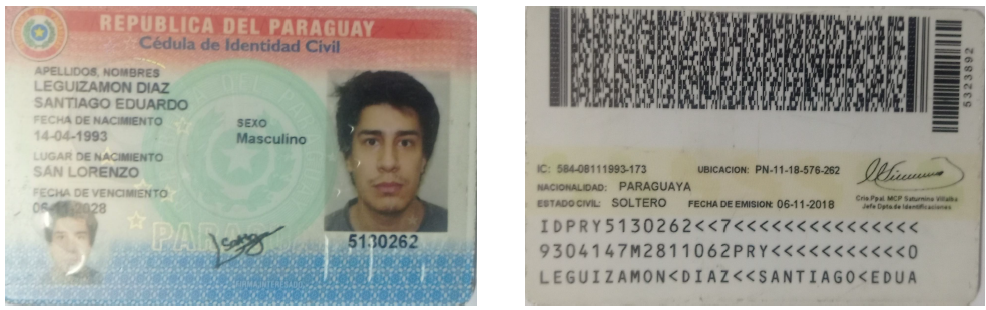 REPUBLICA DEL PARAGUAY
Cédula de Identidad Civil
APELLIDOS, NOMBRES
LEGUIZAMON DIAZ
SANTIAGO EDUARDO
FECHA DE NACIMIENTO
14-04-1993
SEXO
Masculino
LUGAR DE NACIMIENTO
SAN LORENZO
FECHA DE VENCIMIENTO
06-11-2028
5130262
5323892
IC: 584-08111993-173 UBICACION: PN-11-18-576-262
NACIONALIDAD: PARAGUAYA
ESTADO CIVIL: SOLTERO FECHA DE EMISION: 06-11-2018
Crio Ppal. MCP Saturnino Villalba
Jefe Dpto de Identificaciones
IDPRY5130262<<7<<<<<<<<<<<<<<<
9304147M2811062PRY<<<<<<<<<<<0
LEGUIZAMON<DIAZ<<SANTIAGO<EDUA